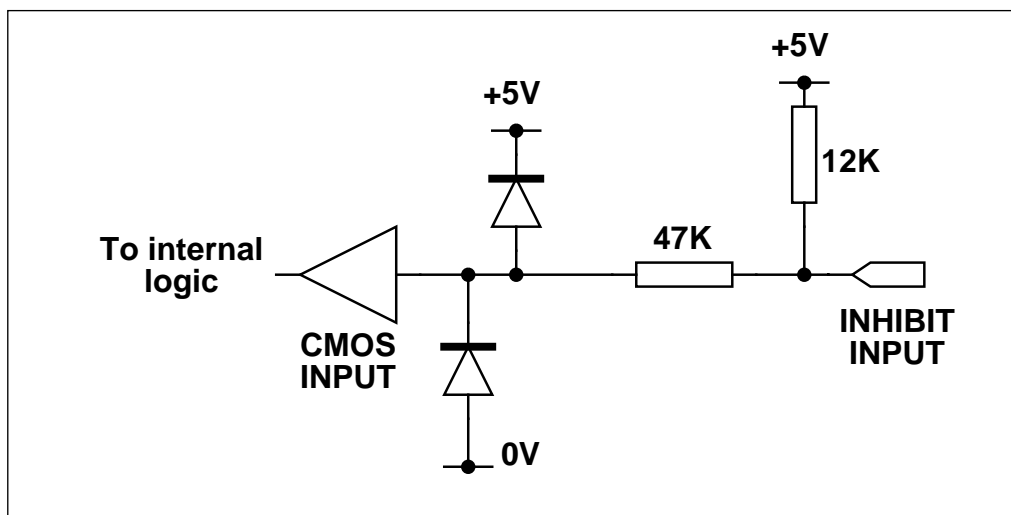 +5V
+5V
12K
47K
To internal
logic
CMOS
INPUT
INHIBIT
INPUT
0V